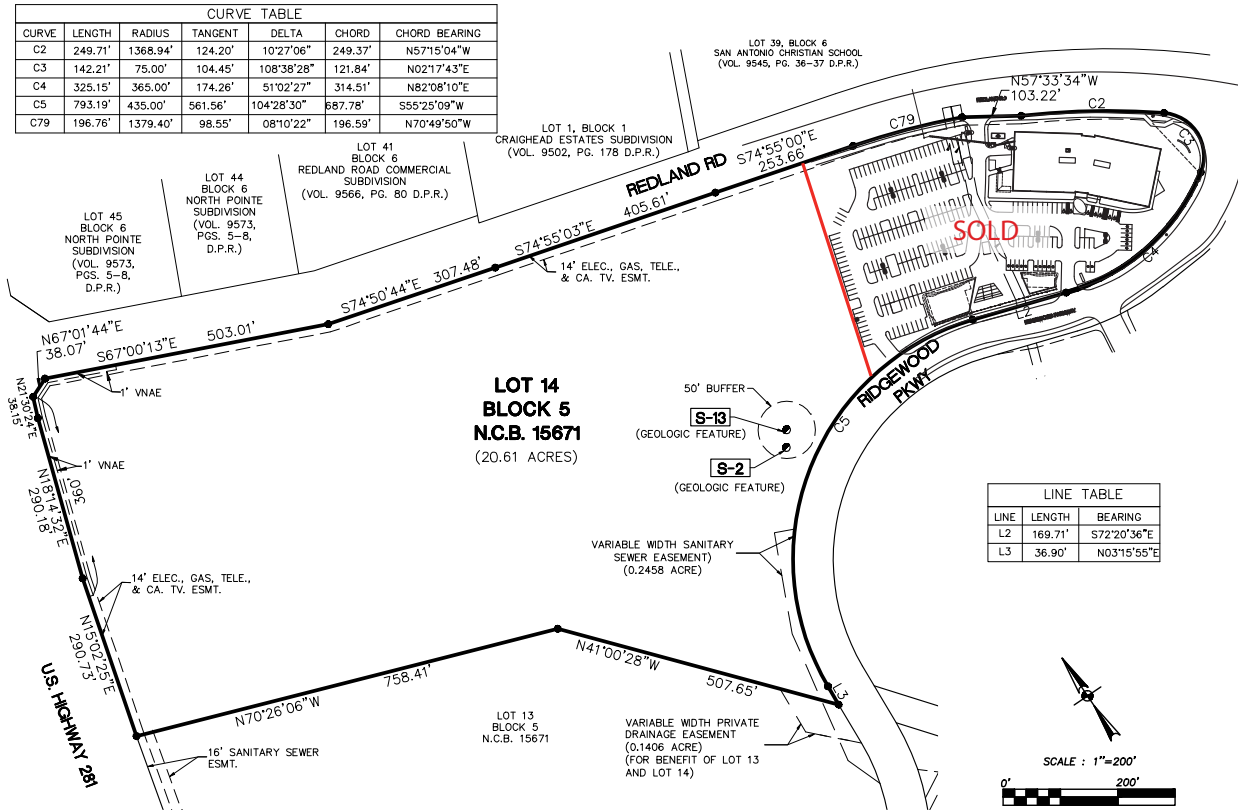 CURVE TABLE
CURVE LENGTH RADIUS TANGENT DELTA CHORD CHORD BEARING
C2 249.71' 1368.94' 124.20' 10°27'06" 249.37' N57°15'04"W
C3 142.21' 75.00' 104.45' 108°38'28" 121.84' N02°17'43"E
C4 325.15' 365.00' 174.26' 51°02'27" 314.51' N82°08'10"E
C5 793.19' 435.00' 561.56' 104°28'30" 687.78' S55°25'09"W
C79 196.76' 1379.40' 98.55' 08°10'22" 196.59' N70°49'50"W
LOT 39, BLOCK 6
SAN ANTONIO CHRISTIAN SCHOOL
(VOL. 9545, PG. 36-37 D.P.R.)
N57°33'34"W
103.22'
C2
C3
C79
LOT 1, BLOCK 1
CRAIGHEAD ESTATES SUBDIVISION
(VOL. 9502, PG. 178 D.P.R.)
LOT 41
BLOCK 6
REDLAND ROAD COMMERCIAL
SUBDIVISION
(VOL. 9566, PG. 80 D.P.R.)
LOT 44
BLOCK 6
NORTH POINTE
SUBDIVISION
(VOL. 9573,
PGS. 5-8,
D.P.R.)
LOT 45
BLOCK 6
NORTH POINTE
SUBDIVISION
(VOL. 9573,
PGS. 5-8,
D.P.R.)
REDLAND RD
S74°55'00"E
253.66'
S74°55'03"E 405.61'
SOLD
C4
L2
14' ELEC., GAS, TELE.,
& CA. TV. ESMT.
S74°50'44"E 307.48'
N67°01'44"E
38.07'
S67°00'13"E 503.01'
1' VNAE
N21°30'24"E
38.15'
RIDGEWOOD
PKWY
C5
LOT 14
BLOCK 5
N.C.B. 15671
(20.61 ACRES)
50' BUFFER
S-13
(GEOLOGIC FEATURE)
S-2
(GEOLOGIC FEATURE)
1' VNAE
360'
N18°14'32"E
290.18'
LINE TABLE
LINE LENGTH BEARING
L2 169.71' S72°20'36"E
L3 36.90' N03°15'55"E
VARIABLE WIDTH SANITARY
SEWER EASEMENT)
(0.2458 ACRE)
14' ELEC., GAS, TELE.,
& CA. TV. ESMT.
N15°02'25"E
290.73'
U.S. HIGHWAY 281
N70°26'06"W 758.41'
N41°00'28"W 507.65'
L3
LOT 13
BLOCK 5
N.C.B. 15671
VARIABLE WIDTH PRIVATE
DRAINAGE EASEMENT
(0.1406 ACRE)
(FOR BENEFIT OF LOT 13
AND LOT 14)
16' SANITARY SEWER
ESMT.
SCALE : 1"=200'
0' 200'